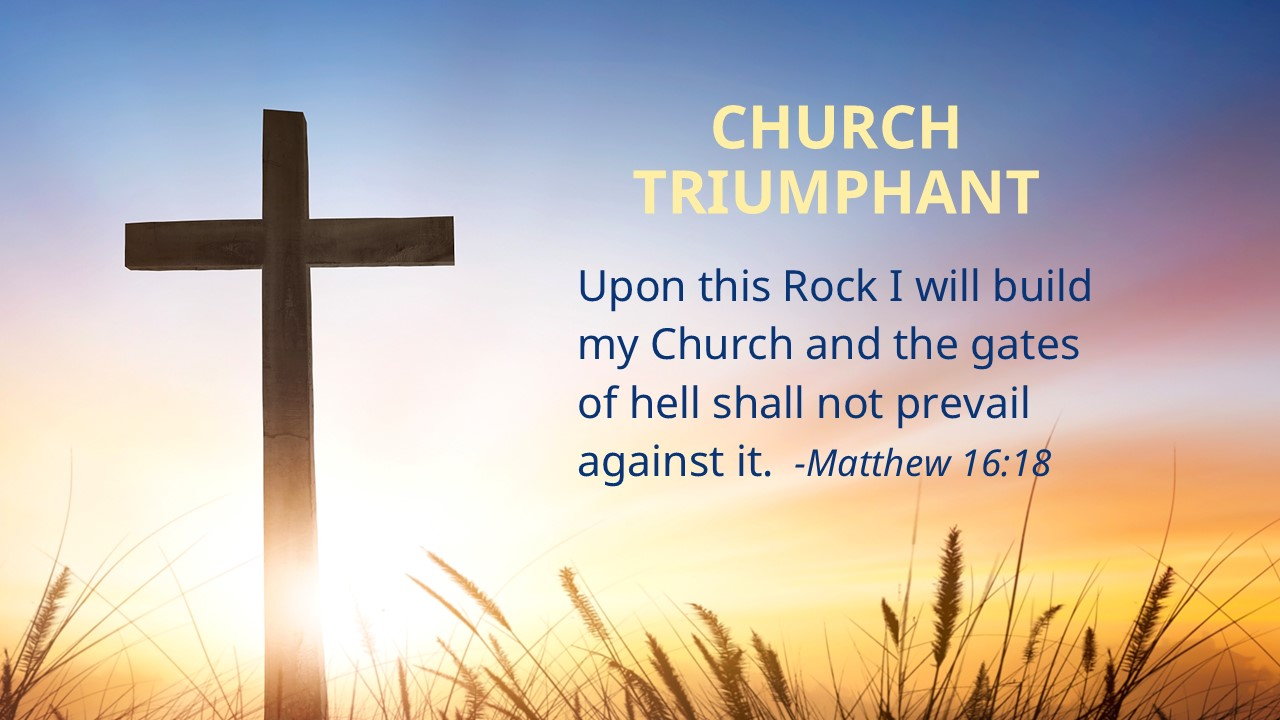 CHURCH
TRIUMPHANT
Upon this Rock I will build
my Church and the gates
of hell shall not prevail
against it. -Matthew 16:18